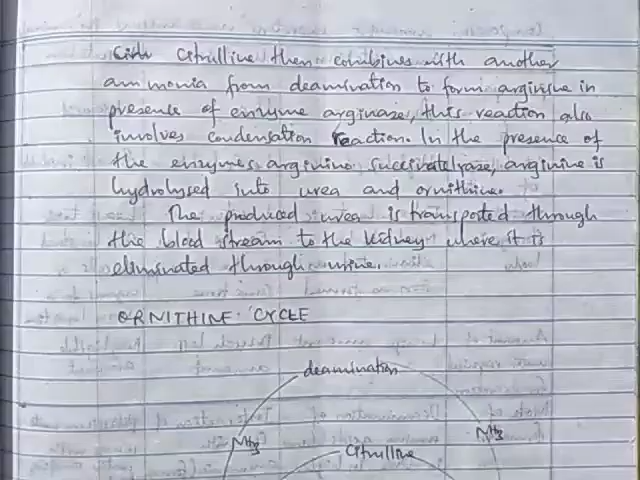 Citrulline then combines with another
ammonia from deamination to form arginine in
presence of enzyme arginaze, this reaction also
involves condensation reaction. In the presence of
the enzymes arginino succinatelyaze, arginine is
hydrolysed into urea and ornithine.
The produced urea is transported through
the blood stream to the kidney where it is
eliminated through urine.
ORNITHINE CYCLE
deamination
NH3 NH3
Citrulline